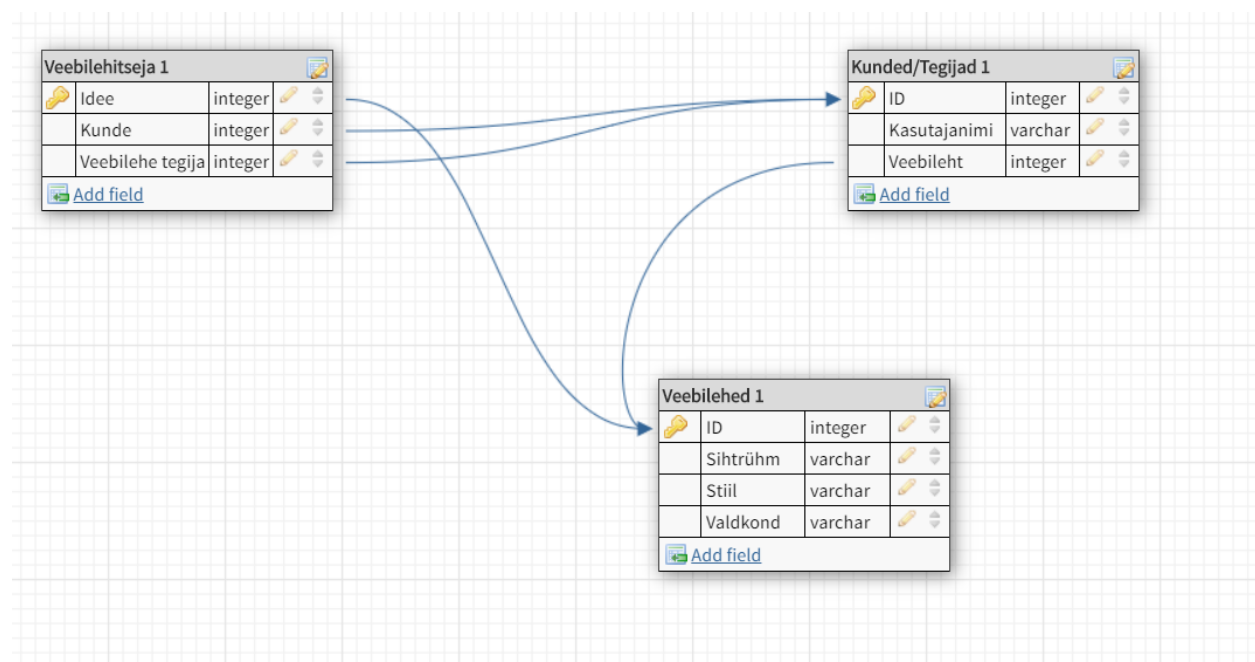 Veebilehitseja 1
Idee integer
Kunde integer
Veebilehe tegija integer
Add field
Kunded/Tegijad 1
ID integer
Kasutajanimi varchar
Veebileht integer
Add field
Veebilehed 1
ID integer
Sihtrühm varchar
Stiil varchar
Valdkond varchar
Add field